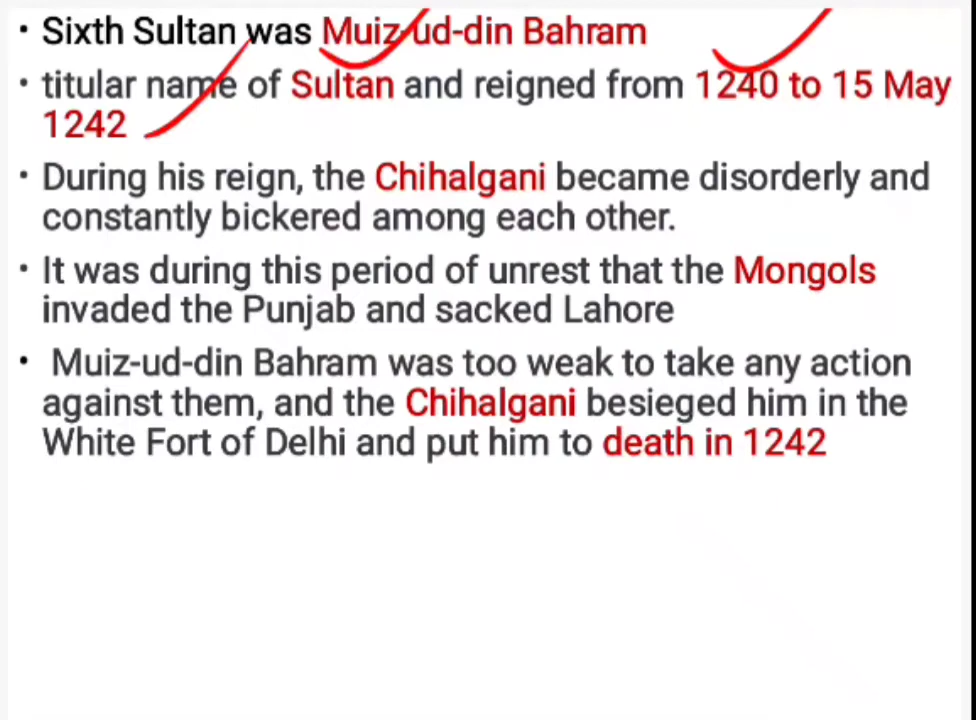 • Sixth Sultan was Muiz-ud-din Bahram
• titular name of Sultan and reigned from 1240 to 15 May
1242
• During his reign, the Chihalgani became disorderly and
constantly bickered among each other.
• It was during this period of unrest that the Mongols
invaded the Punjab and sacked Lahore
• Muiz-ud-din Bahram was too weak to take any action
against them, and the Chihalgani besieged him in the
White Fort of Delhi and put him to death in 1242